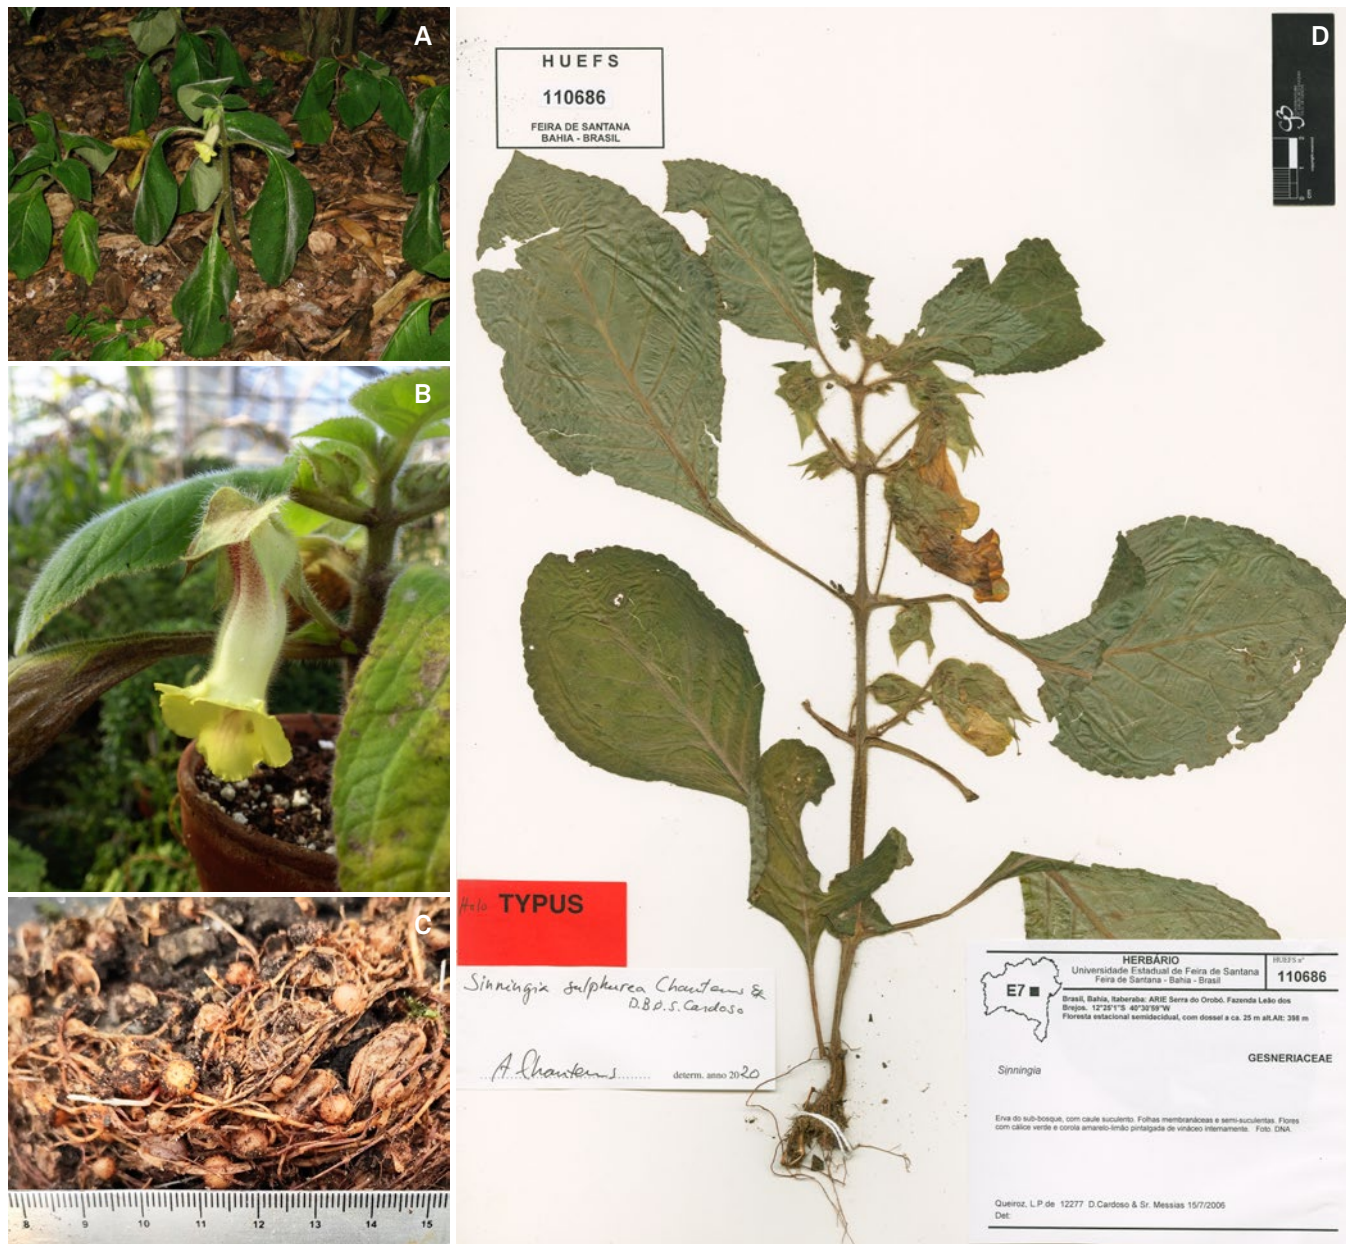 A
B
C
8 9 10 11 12 13 14 15
D
HUEFS
110686
FEIRA DE SANTANA
BAHIA - BRASIL
Holo TYPUS
Sinningia sulphurea Chautems &
D.B.O.S. Cardoso
A Chautems determ. anno 2020
HERBÁRIO
Universidade Estadual de Feira de Santana
Feira de Santana - Bahia - Brasil
HUEFS nº
110686
E7
Brasil, Bahia, Itaberaba: ARIE Serra do Orobó. Fazenda Leão dos
Brejos. 12°25'1"S 40°30'59"W
Floresta estacional semidecidual, com dossel a ca. 25 m alt.Alt: 398 m
GESNERIACEAE
Sinningia
Erva do sub-bosque, com caule suculento. Folhas membranáceas e semi-suculentas. Flores
com cálice verde e corola amarelo-limão pintalgada de vináceo internamente. Foto. DNA.
Queiroz, L.P.de 12277 D.Cardoso & Sr. Messias 15/7/2006
Det: